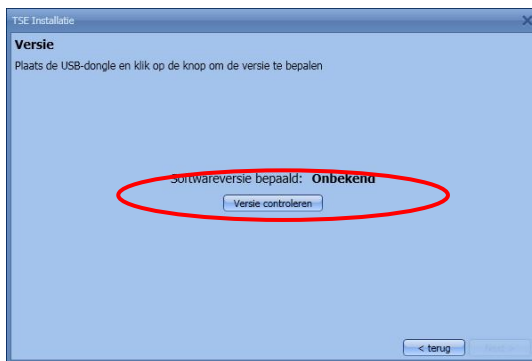 TSE Installatie
Versie
Plaats de USB-dongle en klik op de knop om de versie te bepalen
Softwareversie bepaald: Onbekend
Versie controleren
< terug
Next >